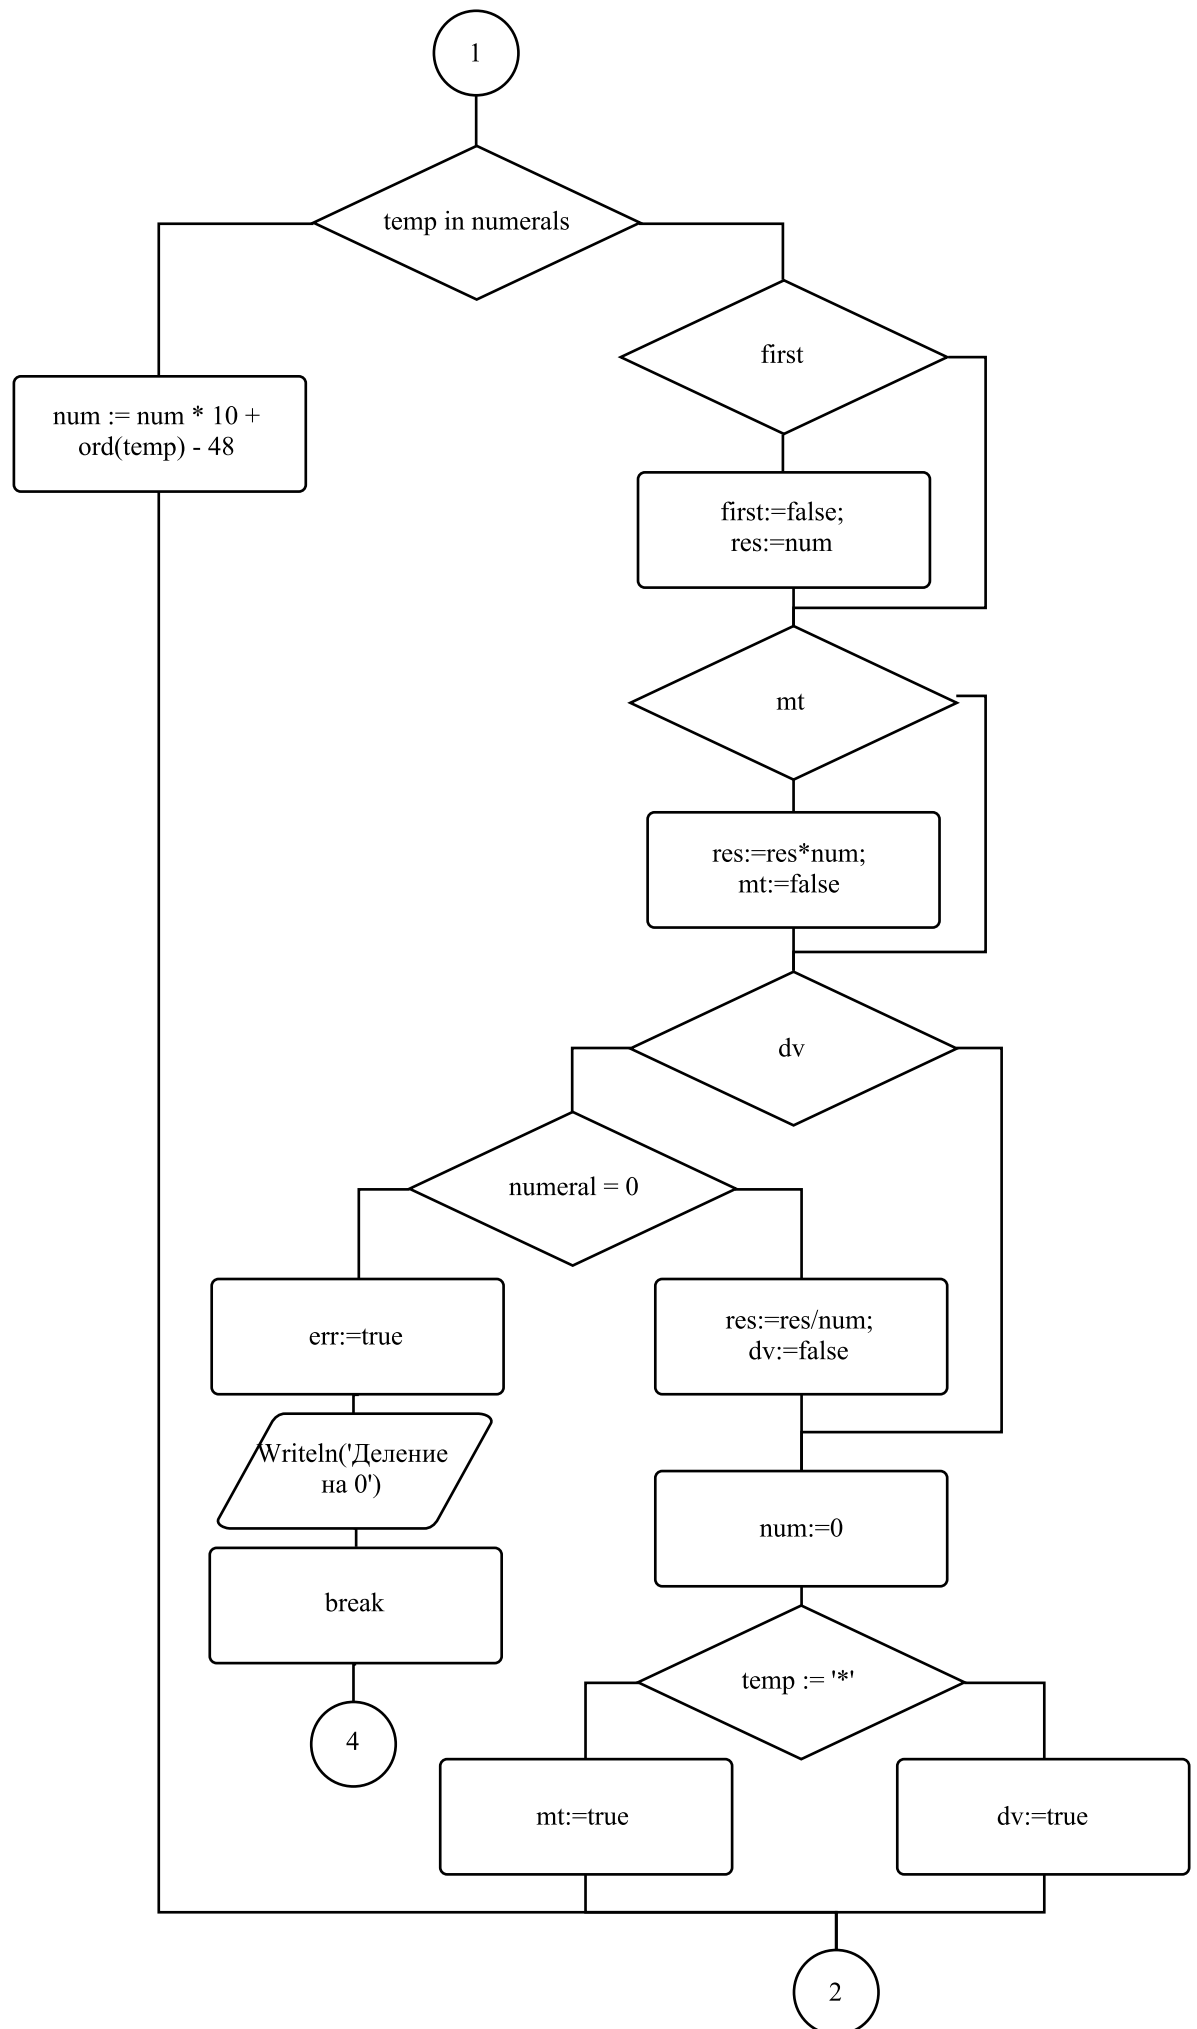 1
temp in numerals
first
num := num * 10 +
ord(temp) - 48
first:=false;
res:=num
mt
res:=res*num;
mt:=false
dv
numeral = 0
err:=true
res:=res/num;
dv:=false
Writeln('Деление
на 0')
num:=0
break
temp := '*'
4
mt:=true
dv:=true
2